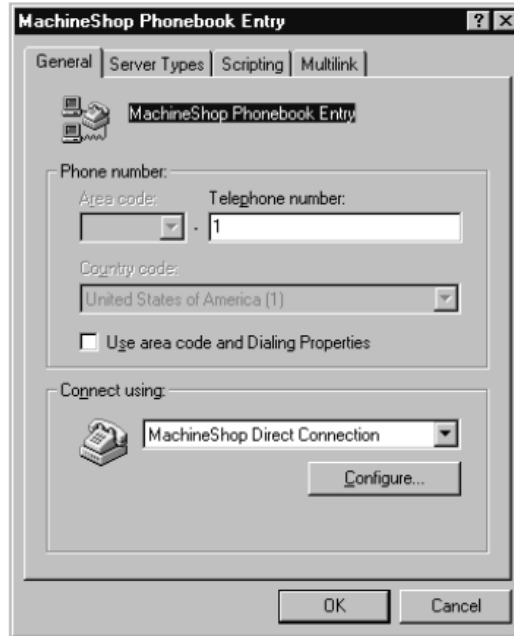 MachineShop Phonebook Entry
General Server Types Scripting Multilink
MachineShop Phonebook Entry
Phone number:
Area code: Telephone number:
- 1
Country code:
United States of America (1)
Use area code and Dialing Properties
Connect using:
MachineShop Direct Connection
Configure...
OK Cancel